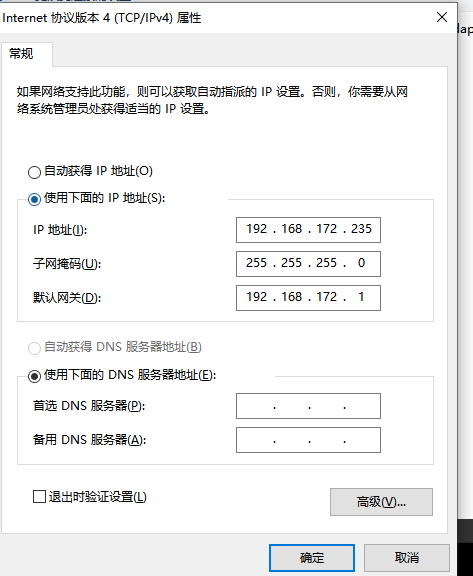 Internet 协议版本 4 (TCP/IPv4) 属性
常规
如果网络支持此功能，则可以获取自动指派的 IP 设置。否则，你需要从网
络系统管理员处获得适当的 IP 设置。
自动获得 IP 地址(O)
使用下面的 IP 地址(S):
IP 地址(I): 192 . 168 . 172 . 235
子网掩码(U): 255 . 255 . 255 . 0
默认网关(D): 192 . 168 . 172 . 1
自动获得 DNS 服务器地址(B)
使用下面的 DNS 服务器地址(E):
首选 DNS 服务器(P): . . .
备用 DNS 服务器(A): . . .
退出时验证设置(L)
高级(V)...
确定 取消